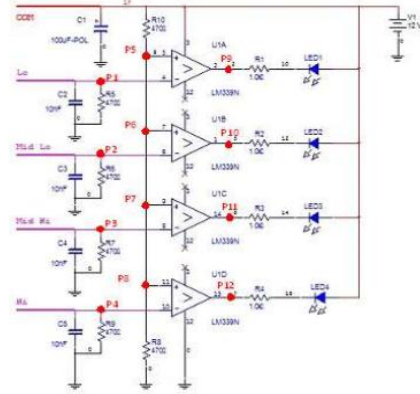 17
COM
C1
100uF-POL
R10
470Ω
V1
12 V
P5
U1A
P9
R1
1.0K
LED1
LM339N
Lo
P1
C2
10nF
R5
470Ω
P6
U1B
P10
R2
1.0K
LED2
LM339N
Mid Lo
P2
C3
10nF
R6
470Ω
P7
U1C
P11
R3
1.0K
LED3
LM339N
Mid Hi
P3
C4
10nF
R7
470Ω
P8
U1D
P12
R4
LED4
LM339N
Hi
P4
C5
10nF
R9
470Ω
R8
470Ω